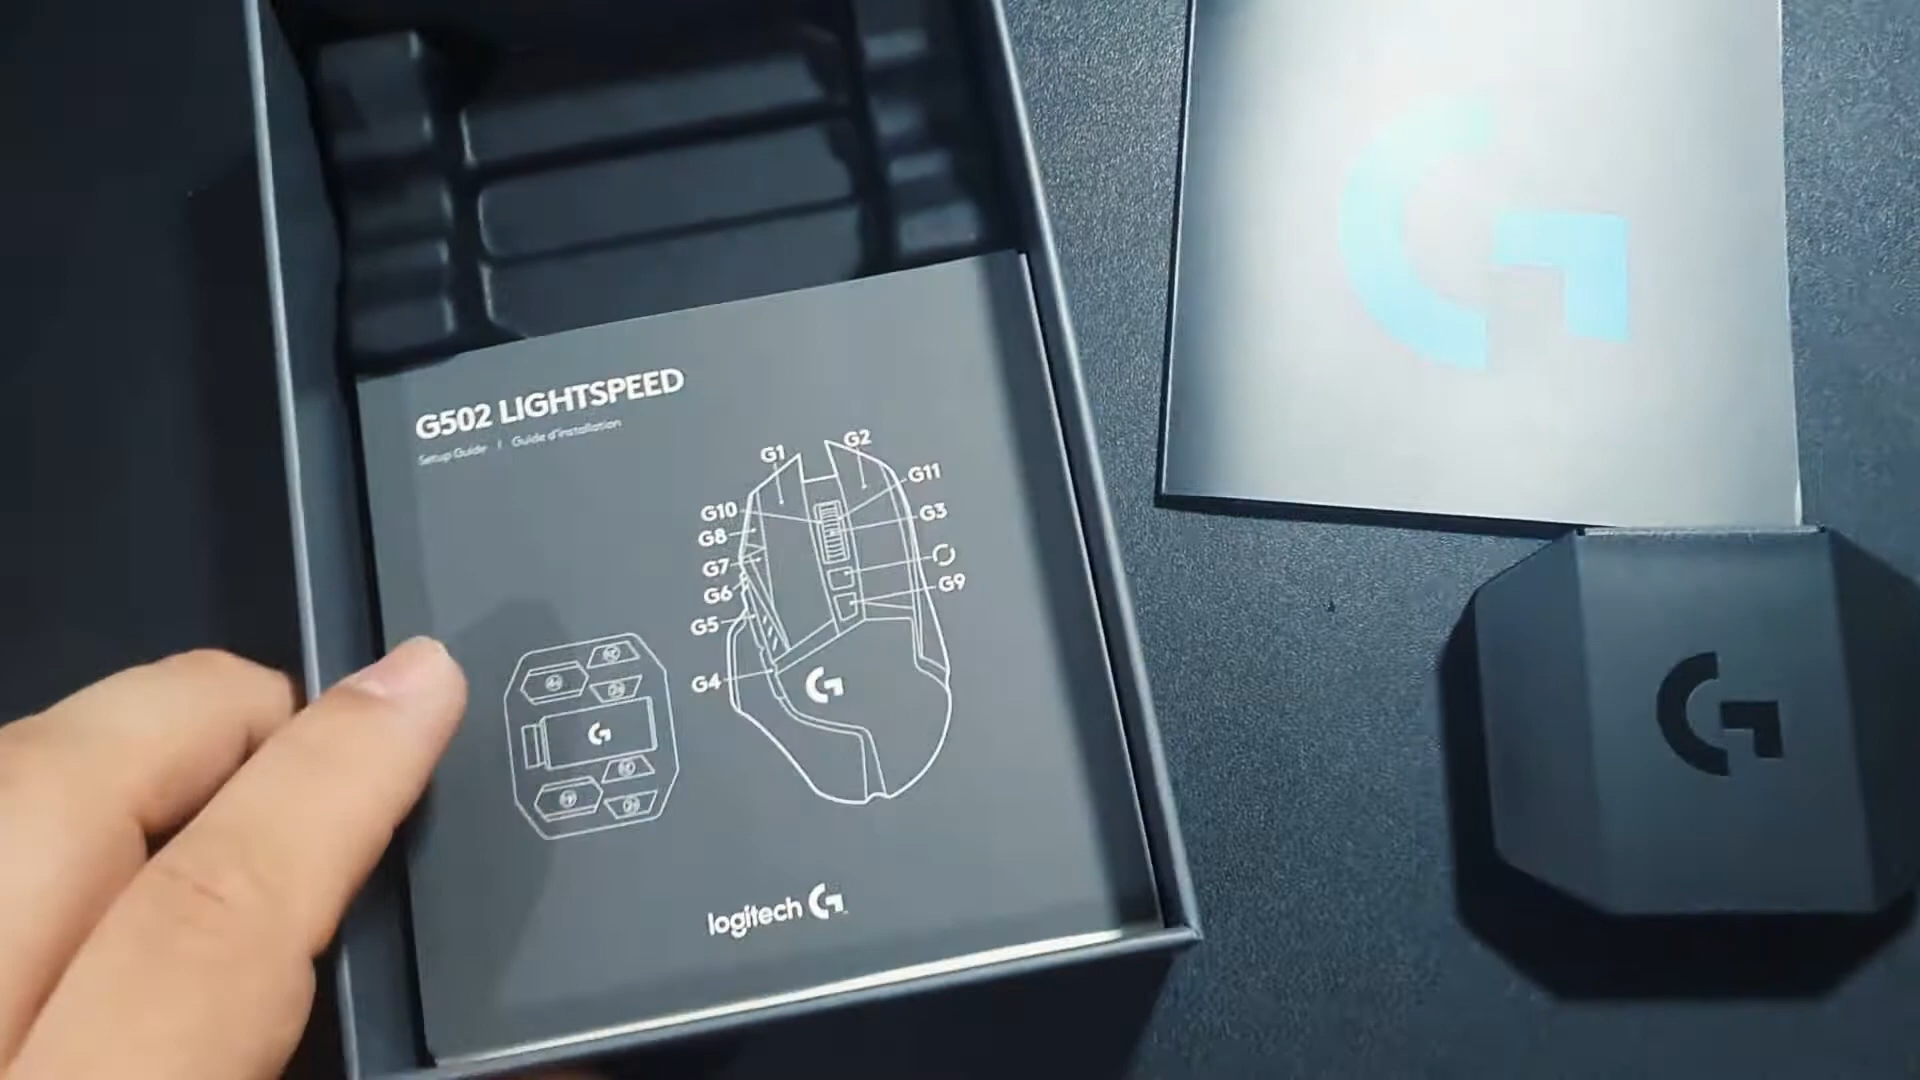 G502 LIGHTSPEED
Setup Guide | Guide d'installation
G1
G2
G11
G10
G3
G8
G7
G9
G6
G5
G4
logitech G